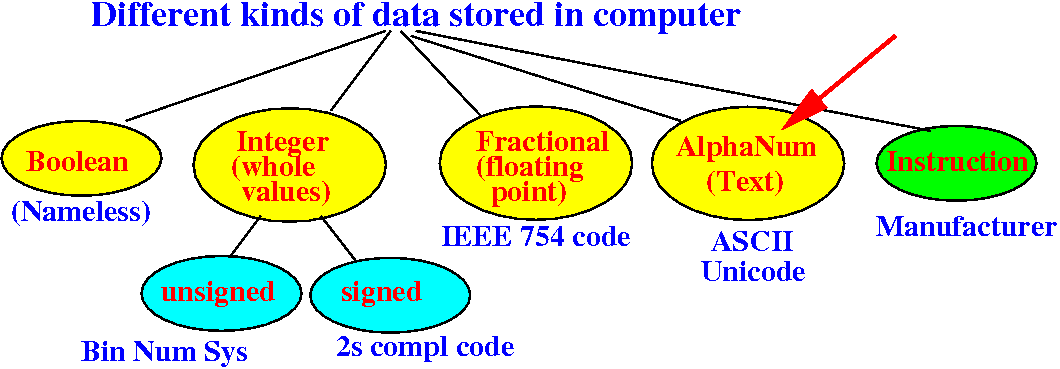 Different kinds of data stored in computer
Boolean
(Nameless)
Integer
(whole
values)
Fractional
(floating
point)
IEEE 754 code
AlphaNum
(Text)
ASCII
Unicode
Instruction
Manufacturer
unsigned
Bin Num Sys
signed
2s compl code